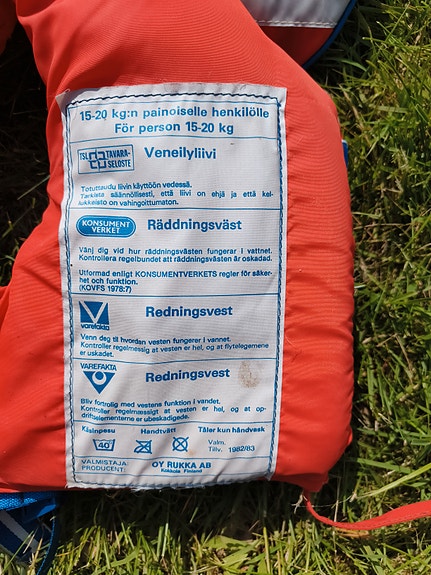 15-20 kg:n painoiselle henkilölle
För person 15-20 kg
TSL TAVARA-
SELOSTE
Veneilyliivi
Totuttaudu liivin käyttöön vedessä.
Tarkista säännöllisesti, että liivi on ehjä ja että kel-
lukkeisto on vahingoittumaton.
KONSUMENT
VERKET
Räddningsväst
Vänj dig vid hur räddningsvästen fungerar i vattnet.
Kontrollera regelbundet att räddningsvästen är oskadad.
Utformad enligt KONSUMENTVERKETS regler för säker-
het och funktion.
(KOVFS 1978:7)
varefakta
Redningsvest
Venn deg til hvordan vesten fungerer i vannet.
Kontroller regelmessig at vesten er hel, og at flytelegemene
er uskadet.
VAREFAKTA
Redningsvest
Bliv fortrolig med vestens funktion i vandet.
Kontroller regelmæssigt at vesten er hel, og at op-
driftselementerne er ubeskadigede.
Käsinpesu Handtvätt Tåler kun håndvesk
40
Valm.
Tillv. 1982/83
VALMISTAJA:
PRODUCENT:
OY RUKKA AB
Kokkola Finland